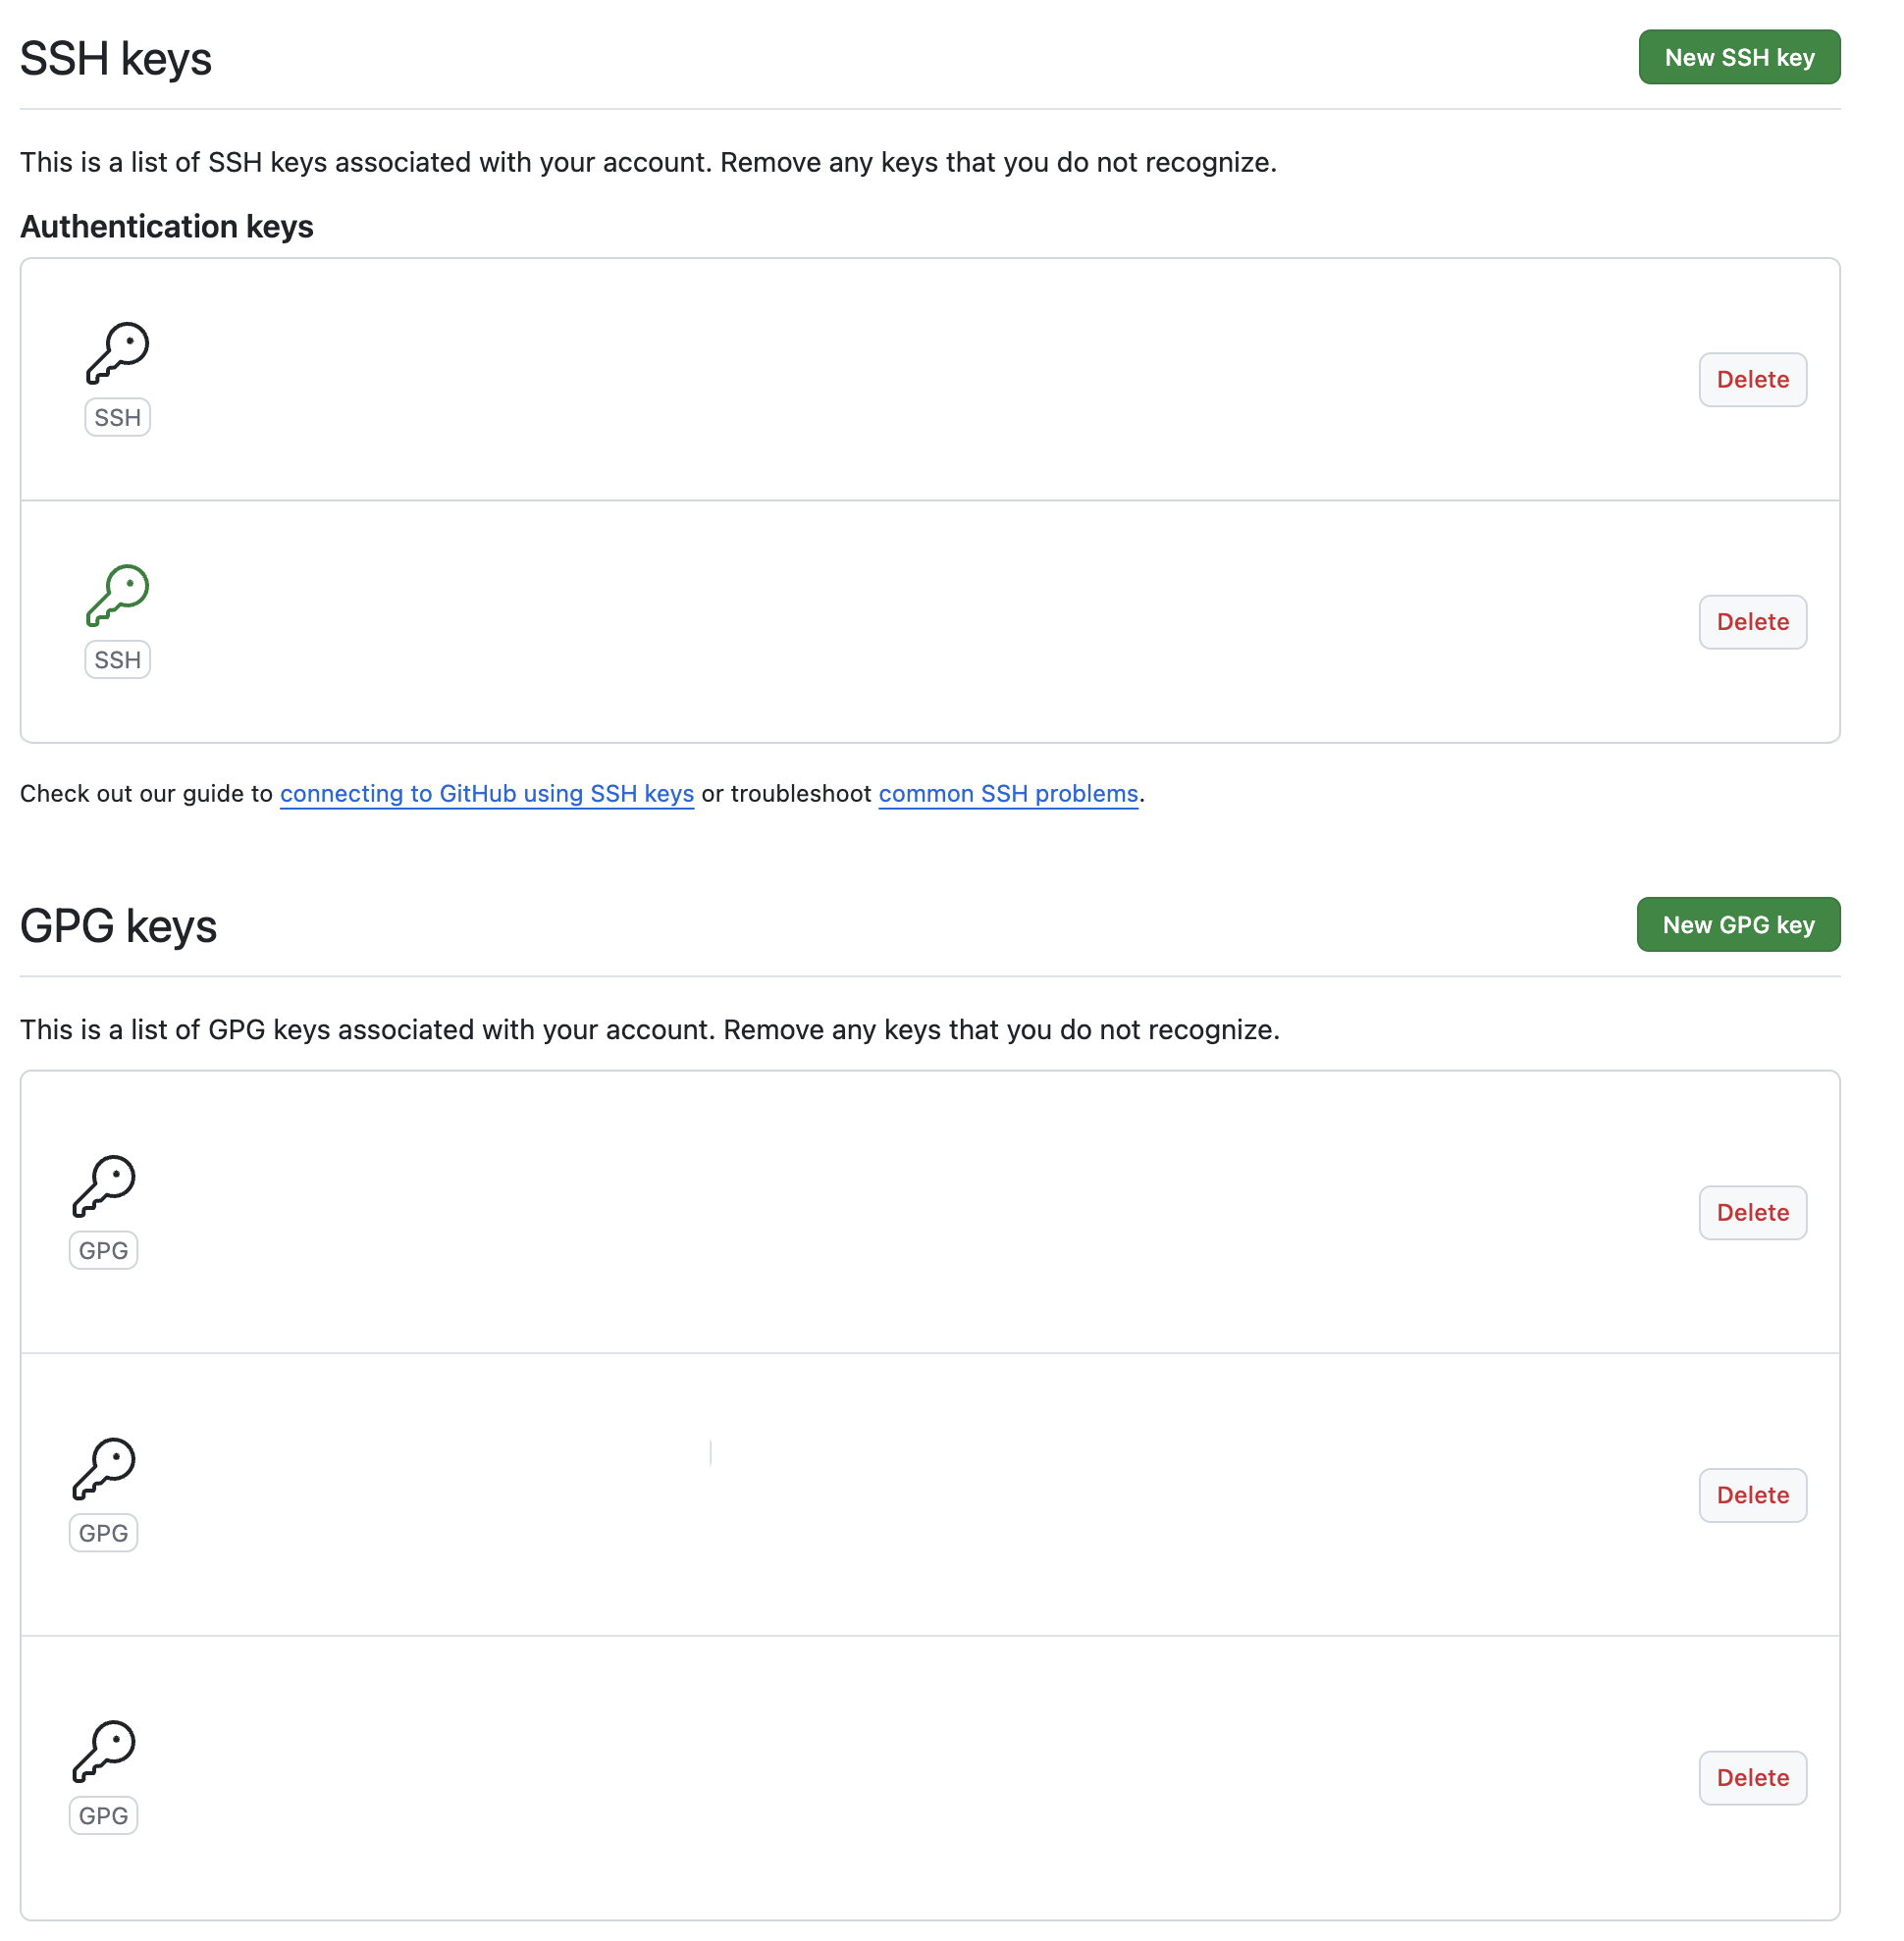 SSH keys
New SSH key
This is a list of SSH keys associated with your account. Remove any keys that you do not recognize.
Authentication keys
SSH
Delete
SSH
Delete
Check out our guide to connecting to GitHub using SSH keys or troubleshoot common SSH problems.
GPG keys
New GPG key
This is a list of GPG keys associated with your account. Remove any keys that you do not recognize.
GPG
Delete
GPG
Delete
GPG
Delete